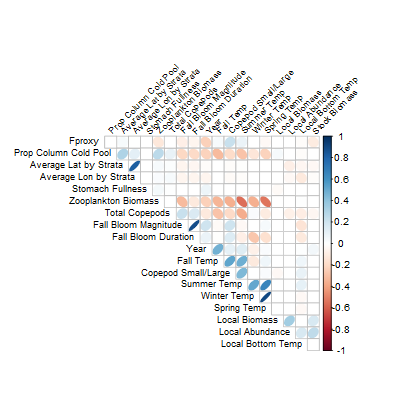 Prop Column Cold Pool
Average Lat by Strata
Average Lon by Strata
Stomach Fullness
Zooplankton Biomass
Total Copepods
Fall Bloom Magnitude
Fall Bloom Duration
Year
Fall Temp
Copepod Small/Large
Summer Temp
Winter Temp
Spring Temp
Local Biomass
Local Abundance
Local Bottom Temp
Stock Biomass
Fproxy
Prop Column Cold Pool
Average Lat by Strata
Average Lon by Strata
Stomach Fullness
Zooplankton Biomass
Total Copepods
Fall Bloom Magnitude
Fall Bloom Duration
Year
Fall Temp
Copepod Small/Large
Summer Temp
Winter Temp
Spring Temp
Local Biomass
Local Abundance
Local Bottom Temp
1
0.8
0.6
0.4
0.2
0
-0.2
-0.4
-0.6
-0.8
-1